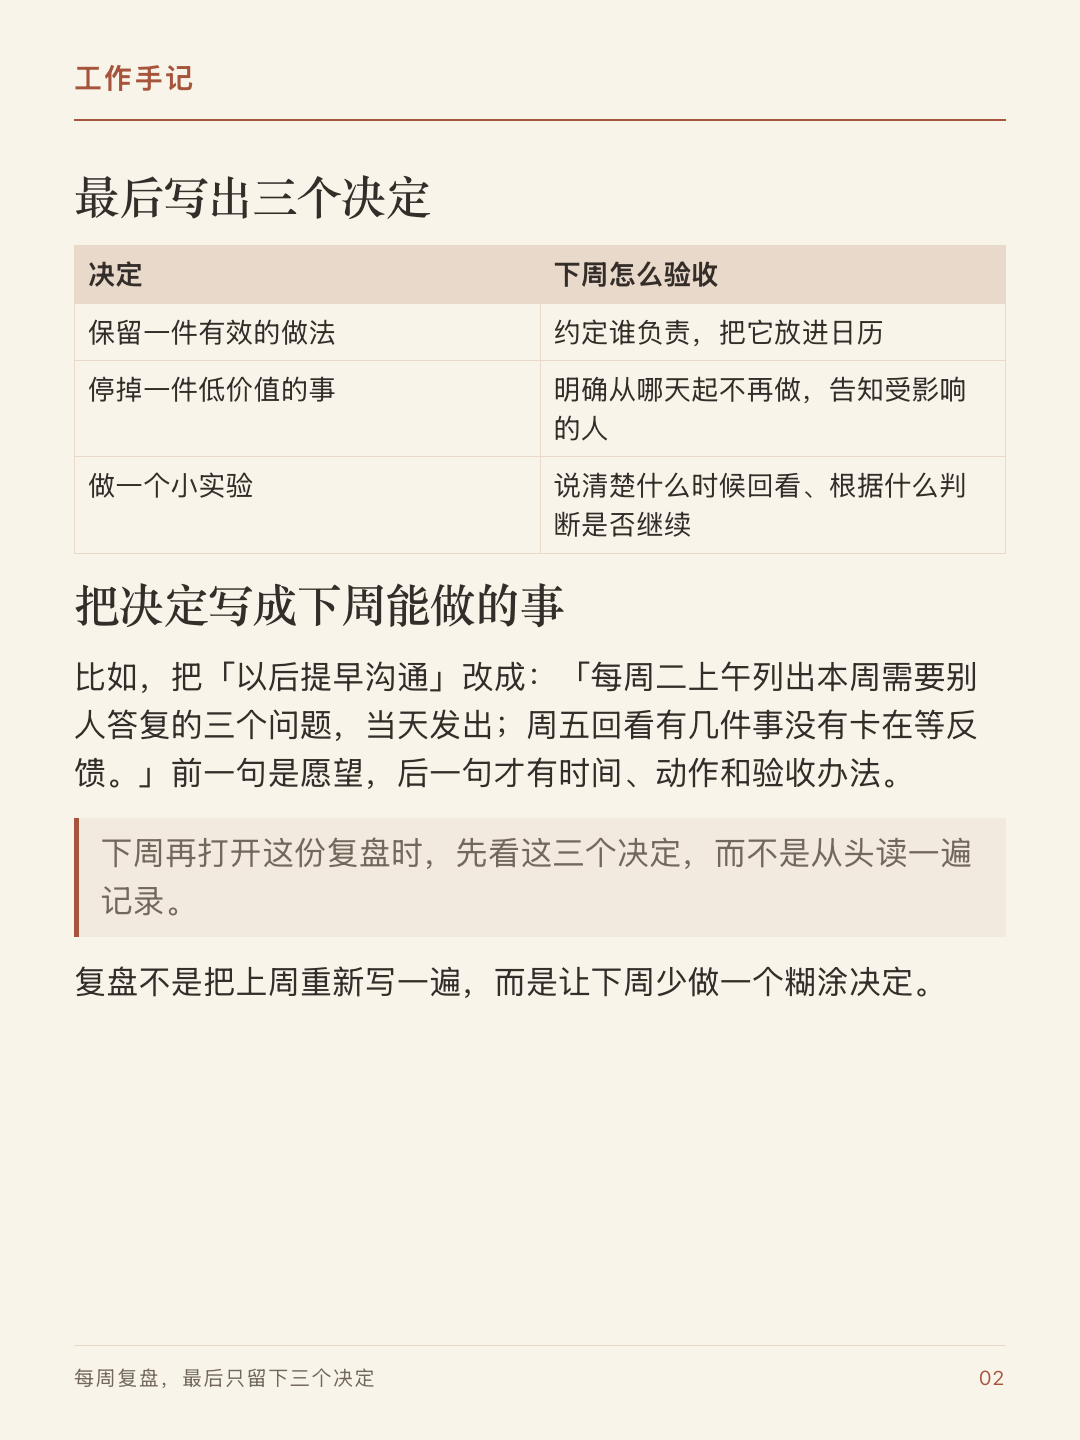 工作手记
最后写出三个决定
决定 下周怎么验收
保留一件有效的做法 约定谁负责，把它放进日历
停掉一件低价值的事 明确从哪天起不再做，告知受影响
的人
做一个小实验 说清楚什么时候回看、根据什么判
断是否继续
把决定写成下周能做的事
比如，把「以后提早沟通」改成：「每周二上午列出本周需要别
人答复的三个问题，当天发出；周五回看有几件事没有卡在等反
馈。」前一句是愿望，后一句才有时间、动作和验收办法。
下周再打开这份复盘时，先看这三个决定，而不是从头读一遍
记录。
复盘不是把上周重新写一遍，而是让下周少做一个糊涂决定。
每周复盘，最后只留下三个决定 02